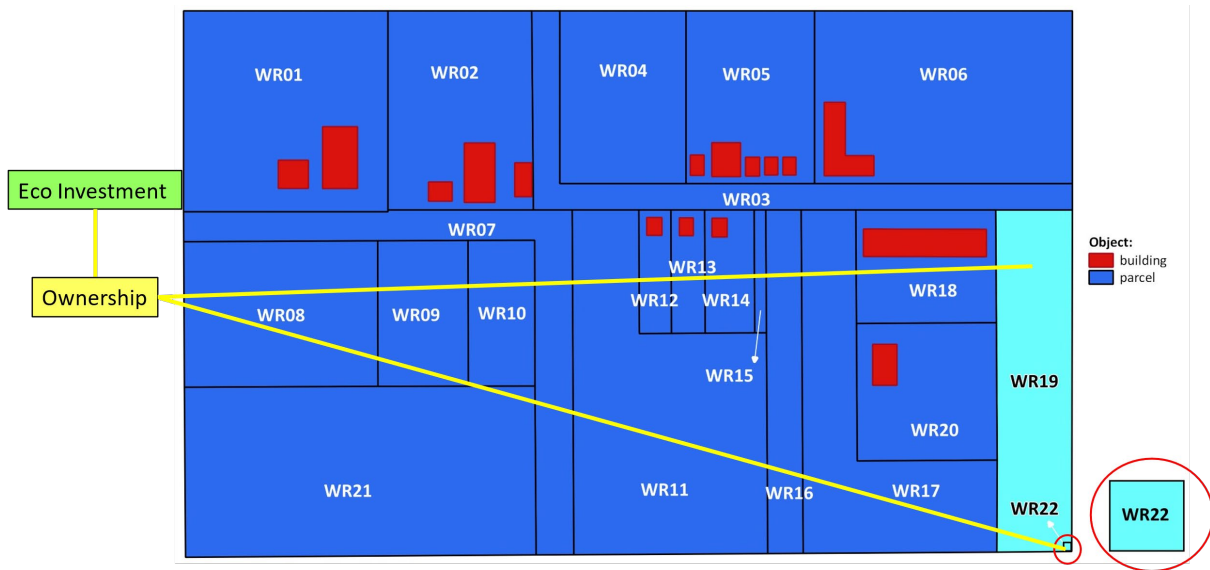 WR01
WR02
WR04
WR05
WR06
Eco Investment
WR03
WR07
Ownership
Object:
building
parcel
WR08
WR09
WR10
WR12
WR13
WR14
WR18
WR15
WR19
WR20
WR21
WR11
WR16
WR17
WR22
WR22